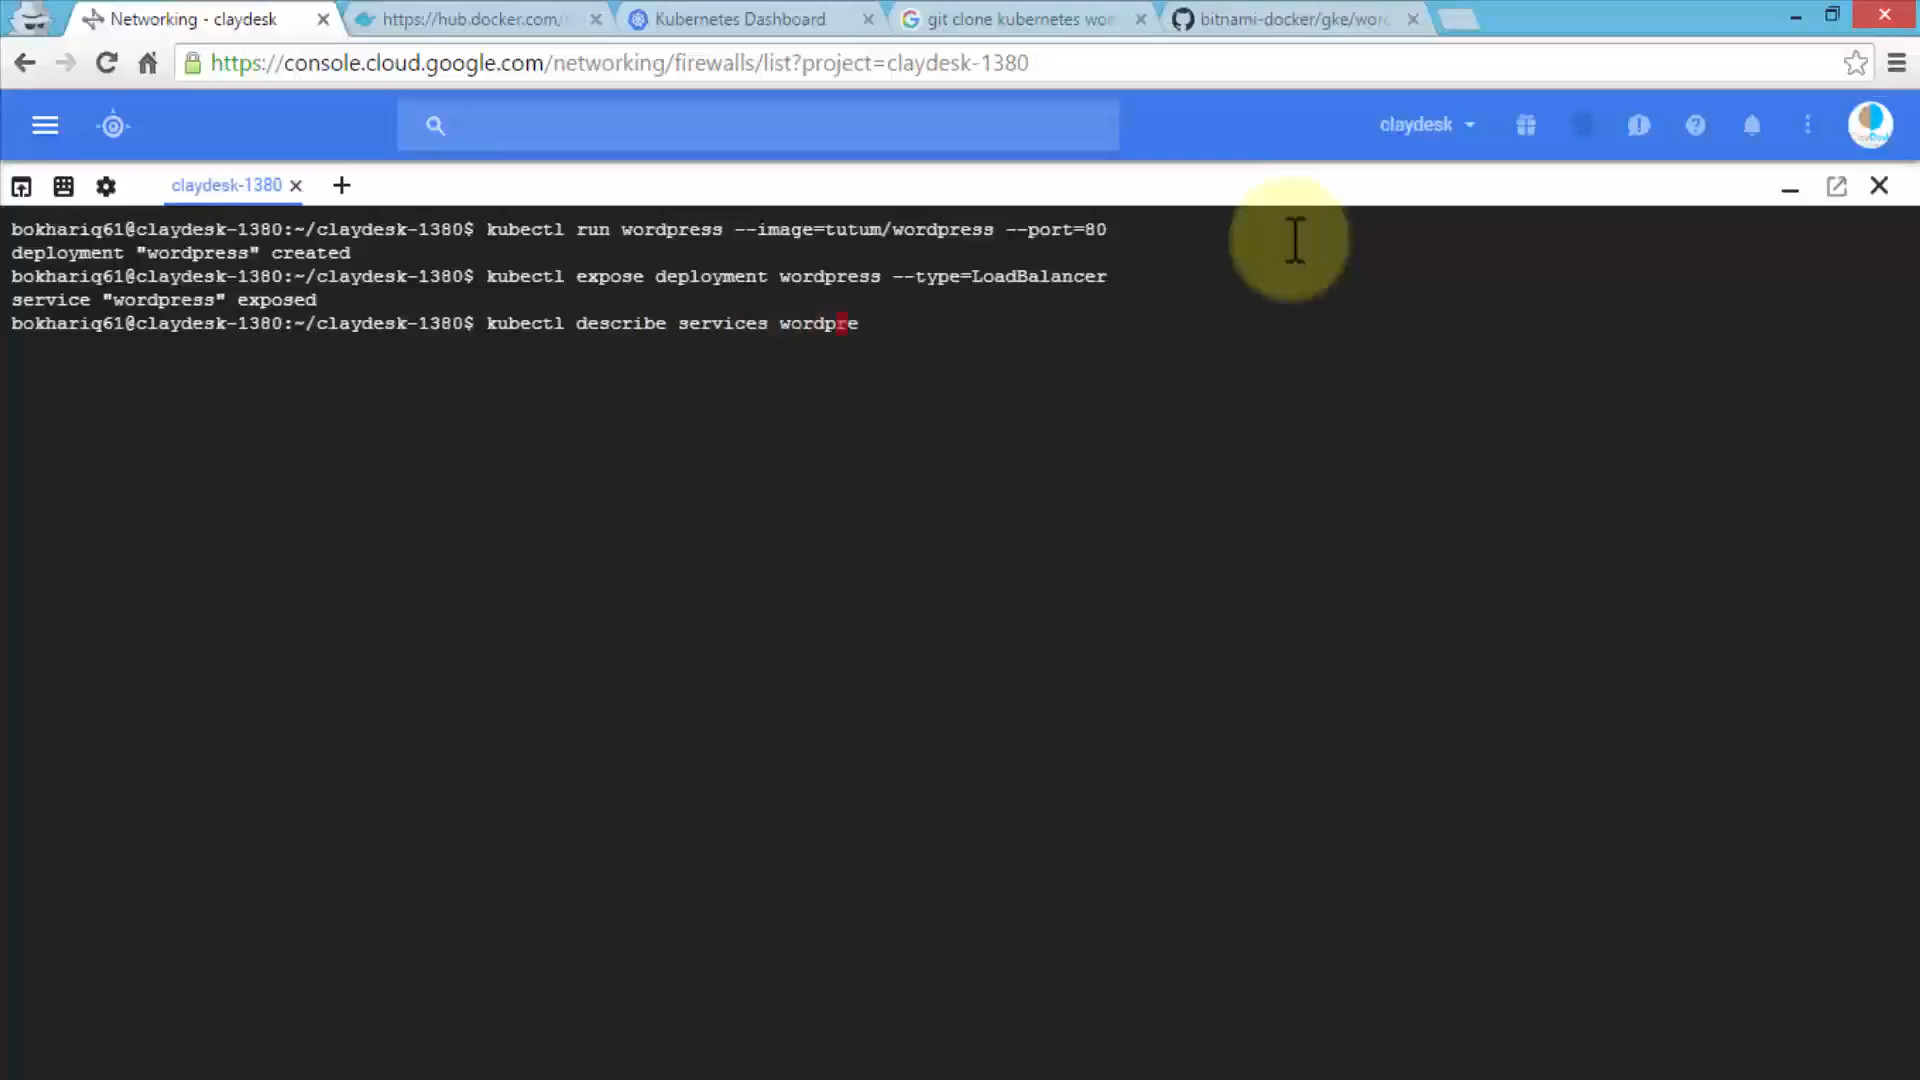 Networking - claydesk
https://hub.docker.com/
Kubernetes Dashboard
git clone kubernetes wor
bitnami-docker/gke/wor
https://console.cloud.google.com/networking/firewalls/list?project=claydesk-1380
claydesk
claydesk-1380
bokhariq61@claydesk-1380:~/claydesk-1380$ kubectl run wordpress --image=tutum/wordpress --port=80
deployment "wordpress" created
bokhariq61@claydesk-1380:~/claydesk-1380$ kubectl expose deployment wordpress --type=LoadBalancer
service "wordpress" exposed
bokhariq61@claydesk-1380:~/claydesk-1380$ kubectl describe services wordpre